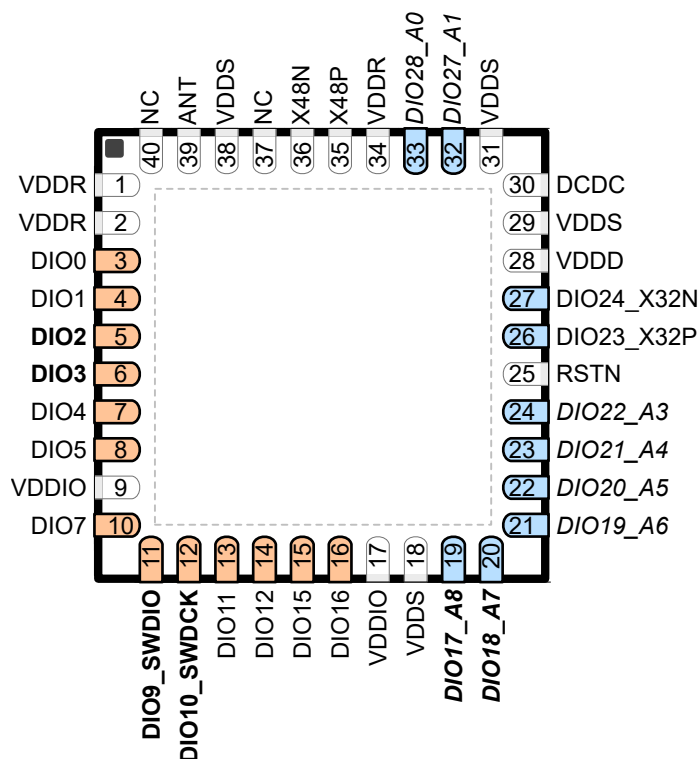 NC
ANT
VDDS
NC
X48N
X48P
VDDR
DIO28_A0
DIO27_A1
VDDS
40
39
38
37
36
35
34
33
32
31
VDDR 1
VDDR 2
DIO0 3
DIO1 4
DIO2 5
DIO3 6
DIO4 7
DIO5 8
VDDIO 9
DIO7 10
30 DCDC
29 VDDS
28 VDDD
27 DIO24_X32N
26 DIO23_X32P
25 RSTN
24 DIO22_A3
23 DIO21_A4
22 DIO20_A5
21 DIO19_A6
11
12
13
14
15
16
17
18
19
20
DIO9_SWDIO
DIO10_SWDCK
DIO11
DIO12
DIO15
DIO16
VDDIO
VDDS
DIO17_A8
DIO18_A7